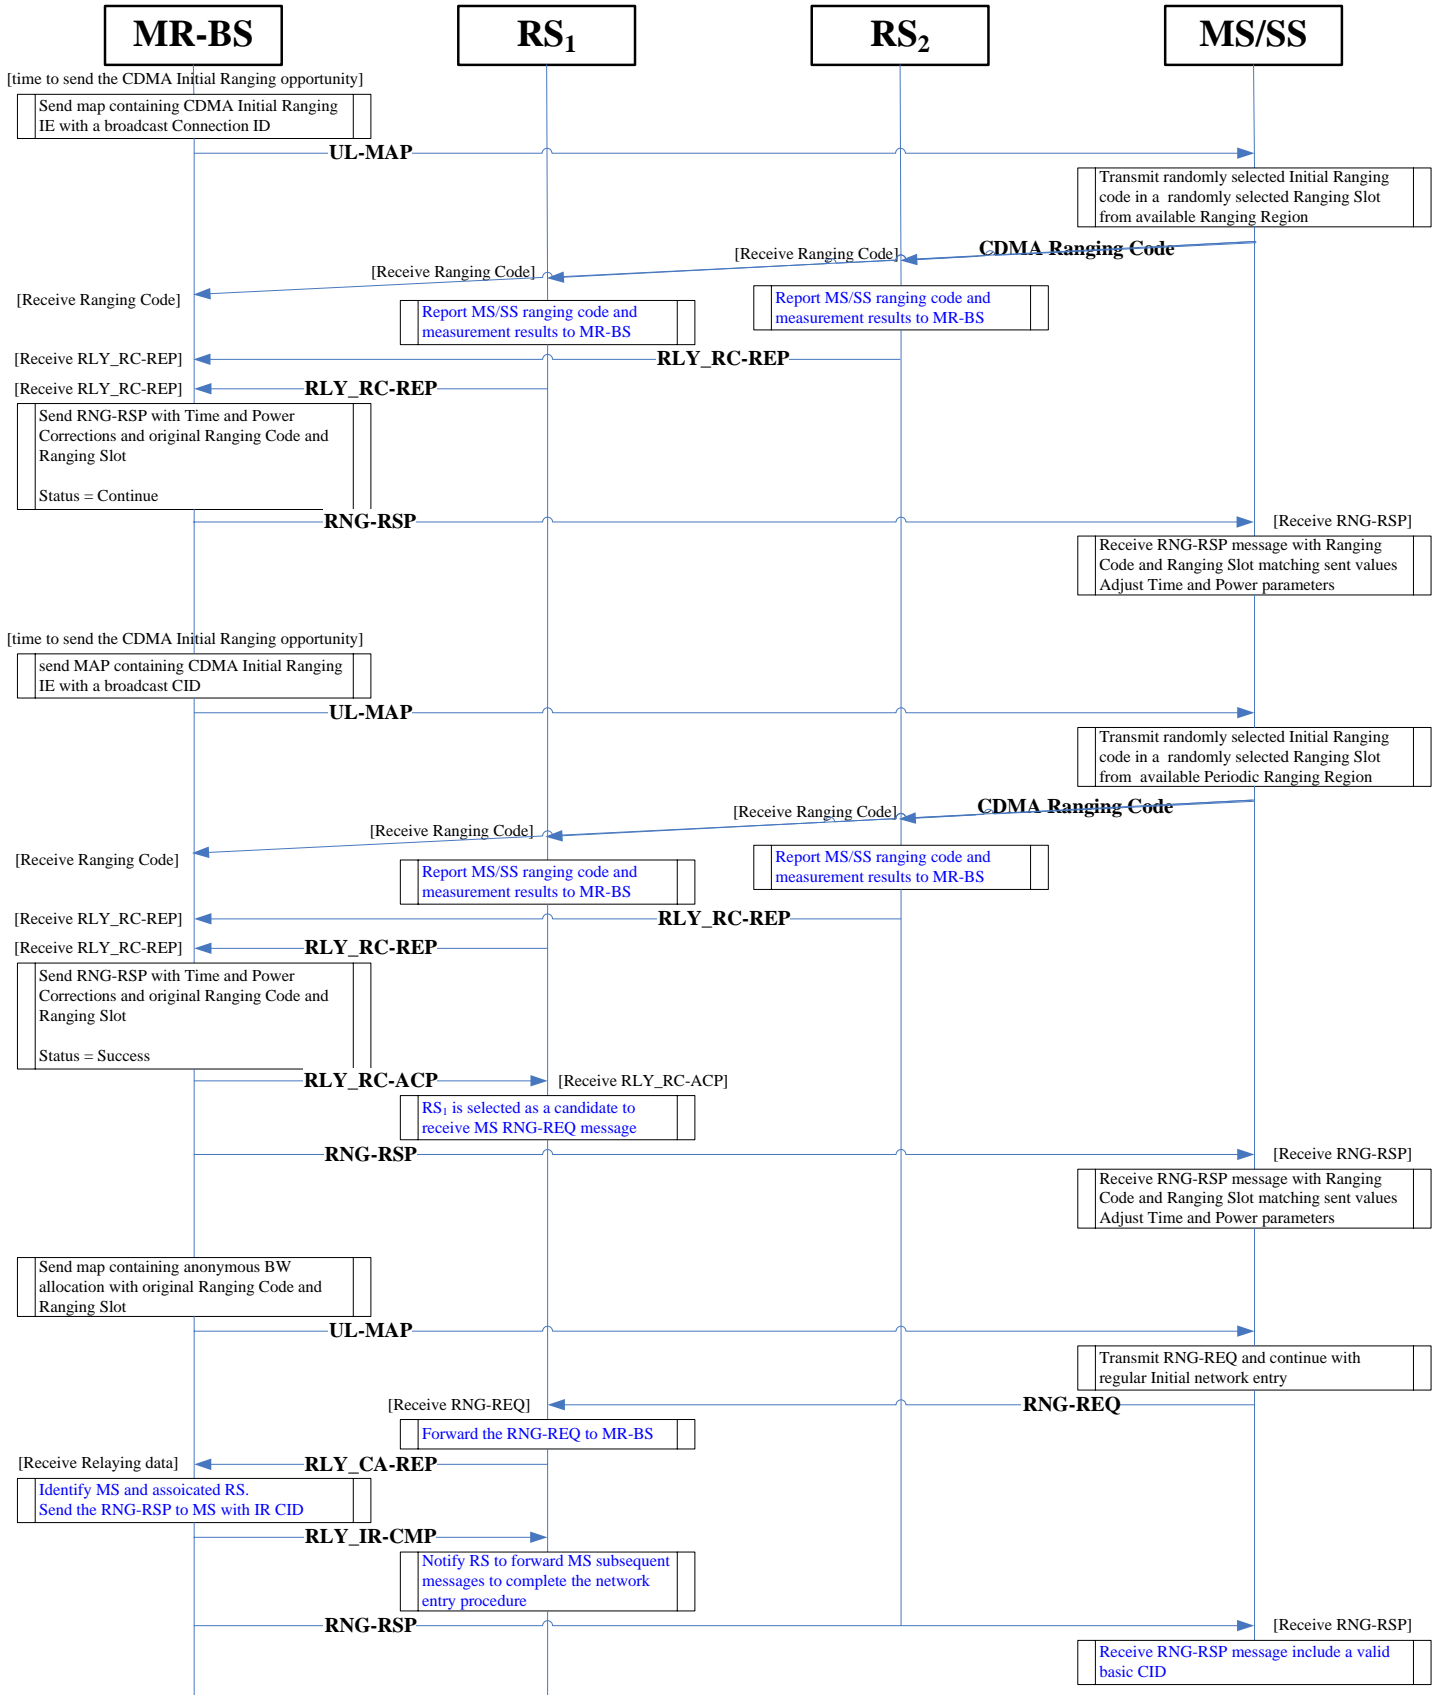 MR-BS
RS1
RS2
MS/SS
[time to send the CDMA Initial Ranging opportunity]
Send map containing CDMA Initial Ranging
IE with a broadcast Connection ID
UL-MAP
Transmit randomly selected Initial Ranging
code in a randomly selected Ranging Slot
from available Ranging Region
CDMA Ranging Code
[Receive Ranging Code]
[Receive Ranging Code]
[Receive Ranging Code]
Report MS/SS ranging code and
measurement results to MR-BS
Report MS/SS ranging code and
measurement results to MR-BS
[Receive RLY_RC-REP]
RLY_RC-REP
[Receive RLY_RC-REP]
RLY_RC-REP
Send RNG-RSP with Time and Power
Corrections and original Ranging Code and
Ranging Slot
Status = Continue
RNG-RSP
[Receive RNG-RSP]
Receive RNG-RSP message with Ranging
Code and Ranging Slot matching sent values
Adjust Time and Power parameters
[time to send the CDMA Initial Ranging opportunity]
send MAP containing CDMA Initial Ranging
IE with a broadcast CID
UL-MAP
Transmit randomly selected Initial Ranging
code in a randomly selected Ranging Slot
from available Periodic Ranging Region
CDMA Ranging Code
[Receive Ranging Code]
[Receive Ranging Code]
[Receive Ranging Code]
Report MS/SS ranging code and
measurement results to MR-BS
Report MS/SS ranging code and
measurement results to MR-BS
[Receive RLY_RC-REP]
RLY_RC-REP
[Receive RLY_RC-REP]
RLY_RC-REP
Send RNG-RSP with Time and Power
Corrections and original Ranging Code and
Ranging Slot
Status = Success
RLY_RC-ACP
[Receive RLY_RC-ACP]
RS1 is selected as a candidate to
receive MS RNG-REQ message
RNG-RSP
[Receive RNG-RSP]
Receive RNG-RSP message with Ranging
Code and Ranging Slot matching sent values
Adjust Time and Power parameters
Send map containing anonymous BW
allocation with original Ranging Code and
Ranging Slot
UL-MAP
Transmit RNG-REQ and continue with
regular Initial network entry
[Receive RNG-REQ]
RNG-REQ
Forward the RNG-REQ to MR-BS
[Receive Relaying data]
RLY_CA-REP
Identify MS and assoicated RS.
Send the RNG-RSP to MS with IR CID
RLY_IR-CMP
Notify RS to forward MS subsequent
messages to complete the network
entry procedure
RNG-RSP
[Receive RNG-RSP]
Receive RNG-RSP message include a valid
basic CID